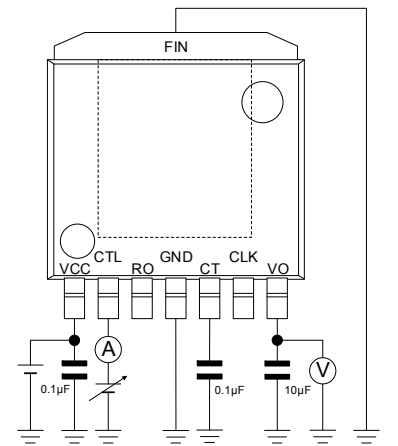 FIN
VCC
CTL
RO
GND
CT
CLK
VO
A
V
0.1µF
0.1µF
10µF